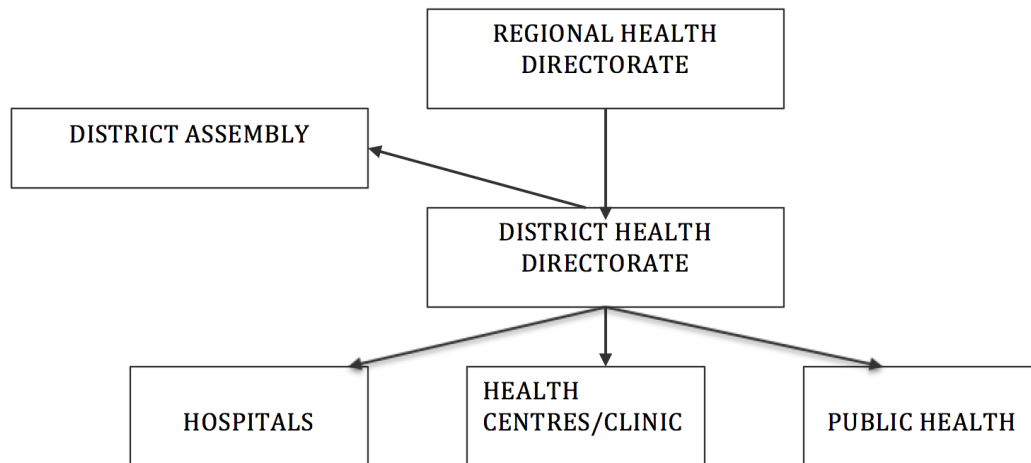 REGIONAL HEALTH
DIRECTORATE
DISTRICT ASSEMBLY
DISTRICT HEALTH
DIRECTORATE
HOSPITALS
HEALTH
CENTRES/CLINIC
PUBLIC HEALTH